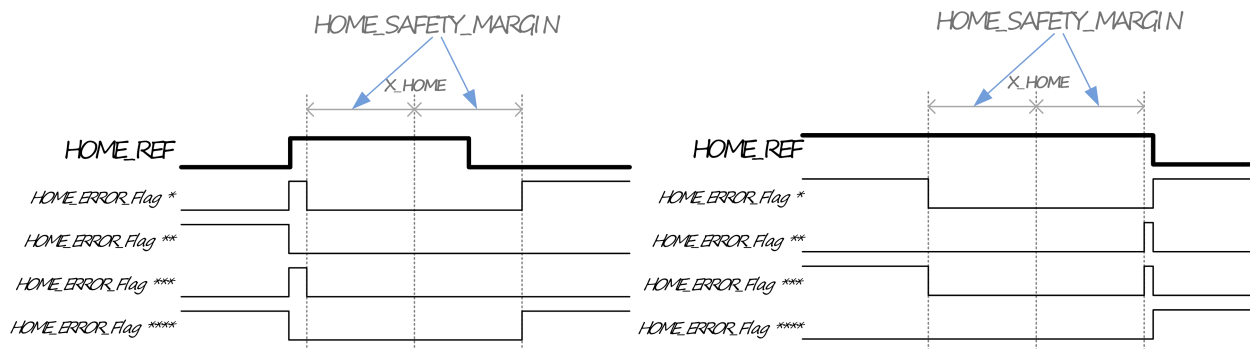 HOME_SAFETY_MARGIN
X_HOME
HOME_REF
HOME_ERROR_Flag *
HOME_ERROR_Flag **
HOME_ERROR_Flag ***
HOME_ERROR_Flag ****
HOME_SAFETY_MARGIN
X_HOME
HOME_REF
HOME_ERROR_Flag *
HOME_ERROR_Flag **
HOME_ERROR_Flag ***
HOME_ERROR_Flag ****